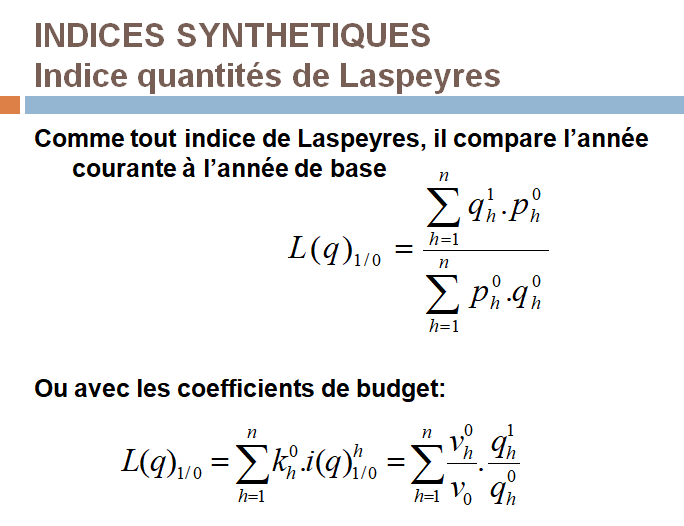 INDICES SYNTHETIQUES
Indice quantités de Laspeyres
Comme tout indice de Laspeyres, il compare l’année
courante à l’année de base
L(q)_{1/0} = \frac{\sum_{h=1}^{n} q_h^1 . p_h^0}{\sum_{h=1}^{n} p_h^0 . q_h^0}
Ou avec les coefficients de budget:
L(q)_{1/0} = \sum_{h=1}^{n} k_h^0 . i(q)_{1/0}^h = \sum_{h=1}^{n} \frac{v_h^0}{v_0} . \frac{q_h^1}{q_h^0}